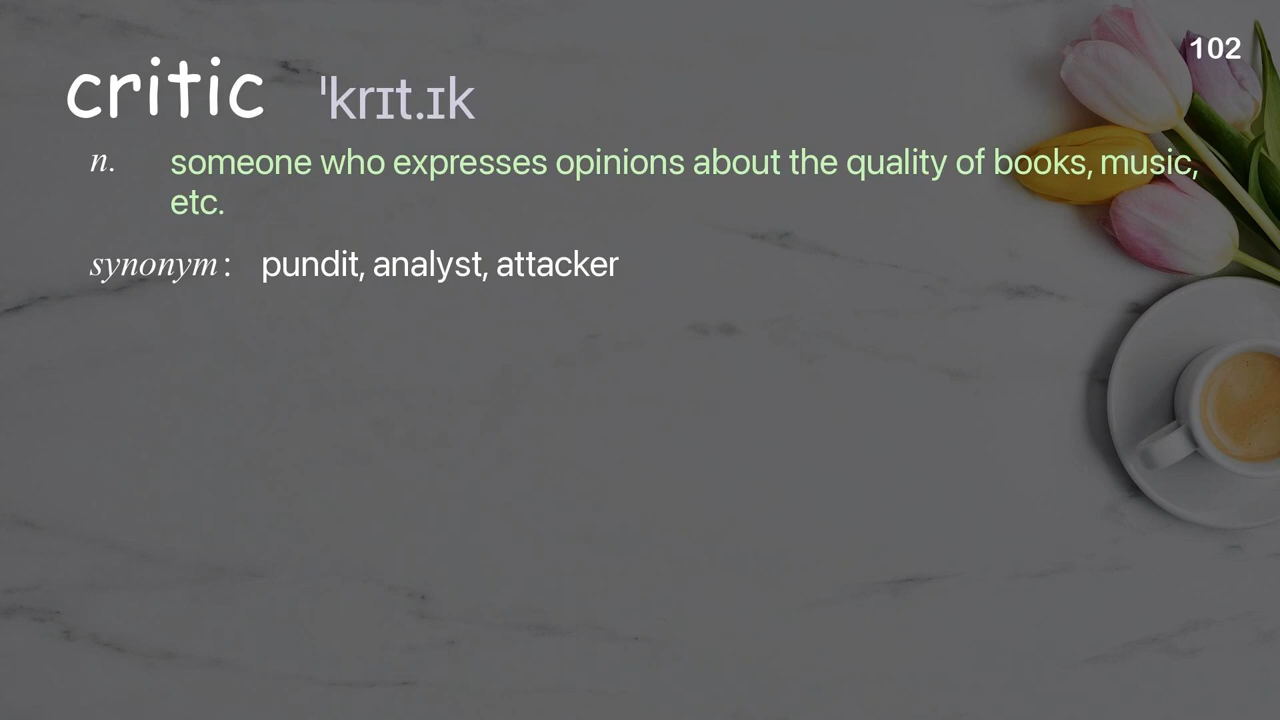 102
critic ˈkrɪt.ɪk
n. someone who expresses opinions about the quality of books, music,
etc.
synonym: pundit, analyst, attacker